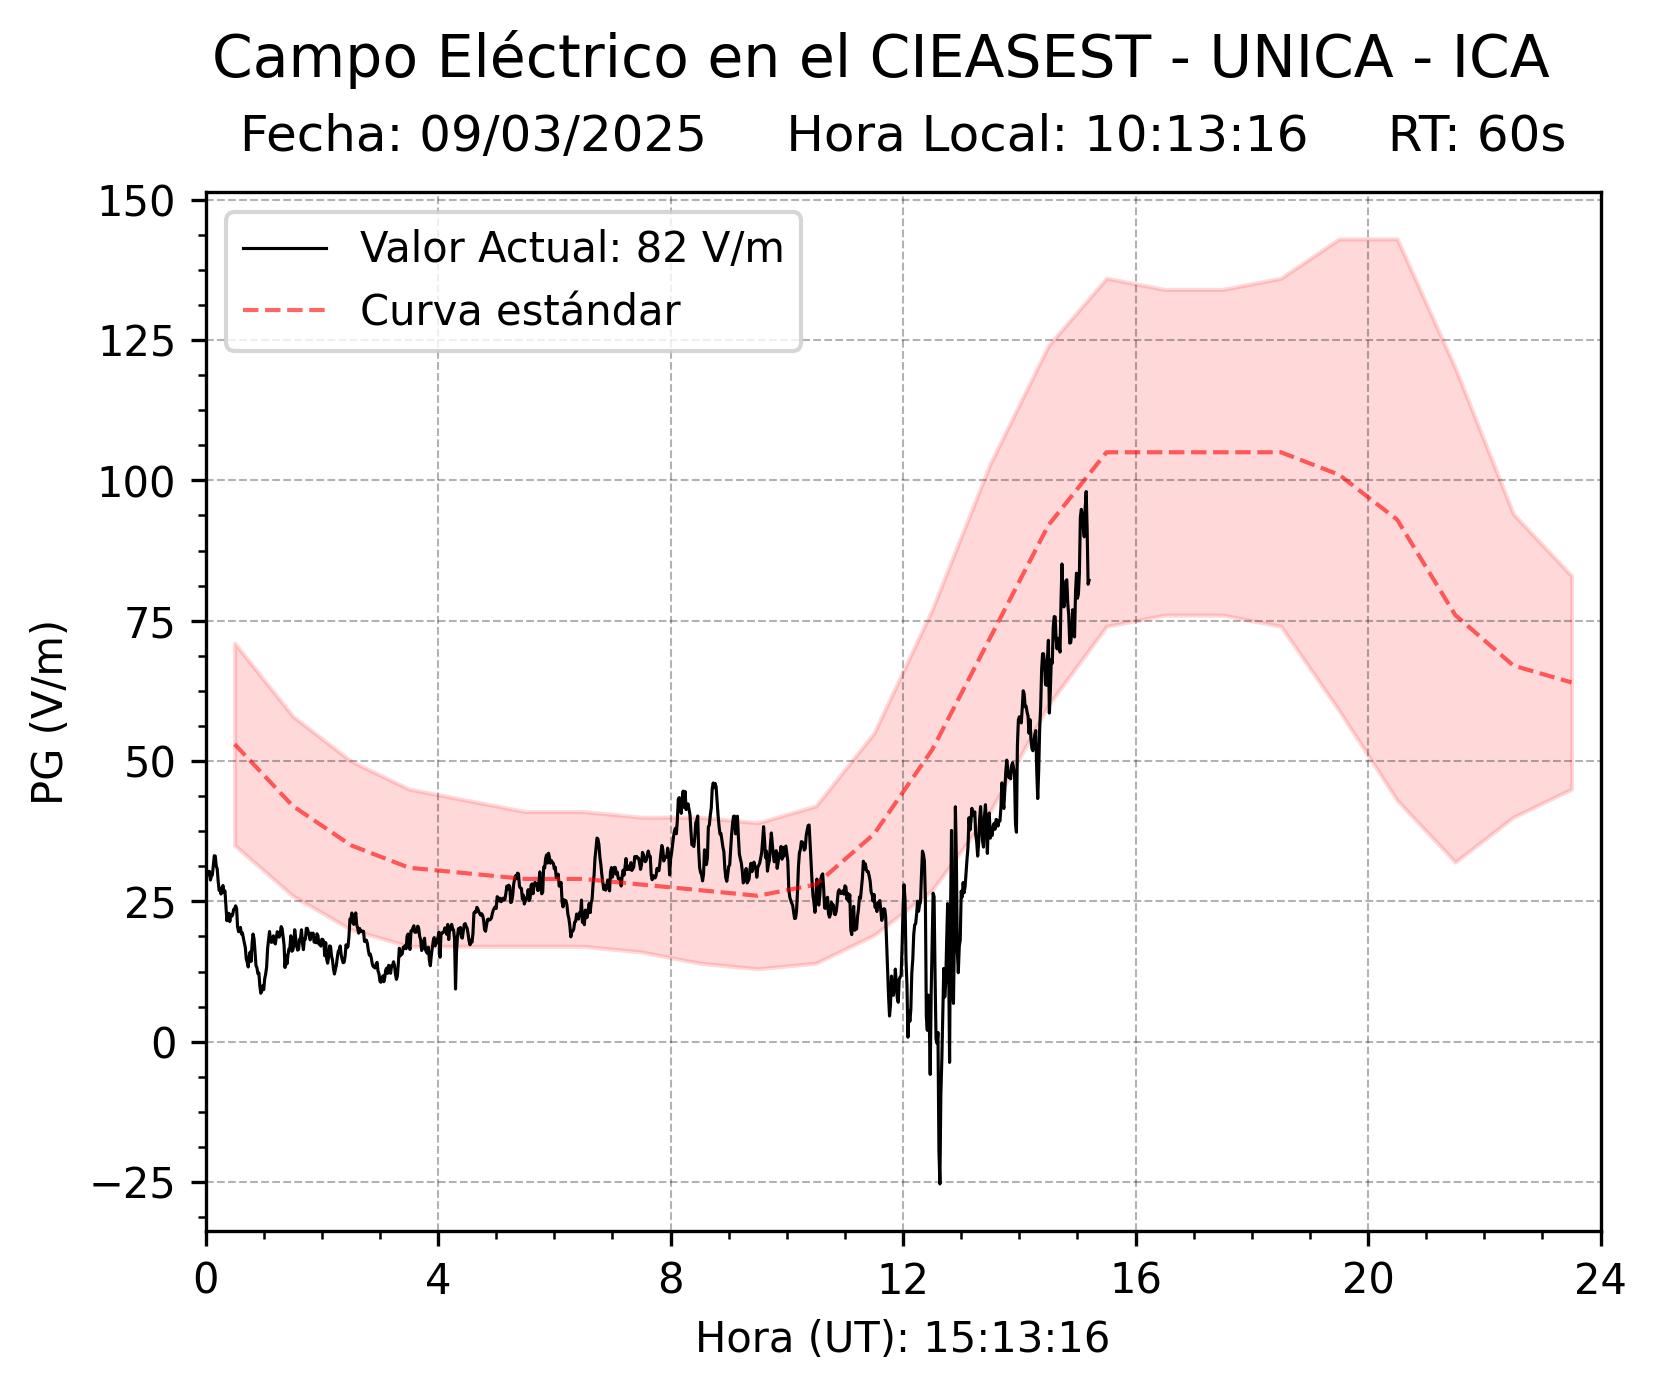 Campo Eléctrico en el CIEASEST - UNICA - ICA
Fecha: 09/03/2025 Hora Local: 10:13:16 RT: 60s
Valor Actual: 82 V/m
Curva estándar
PG (V/m)
150
125
100
75
50
25
0
−25
0 4 8 12 16 20 24
Hora (UT): 15:13:16